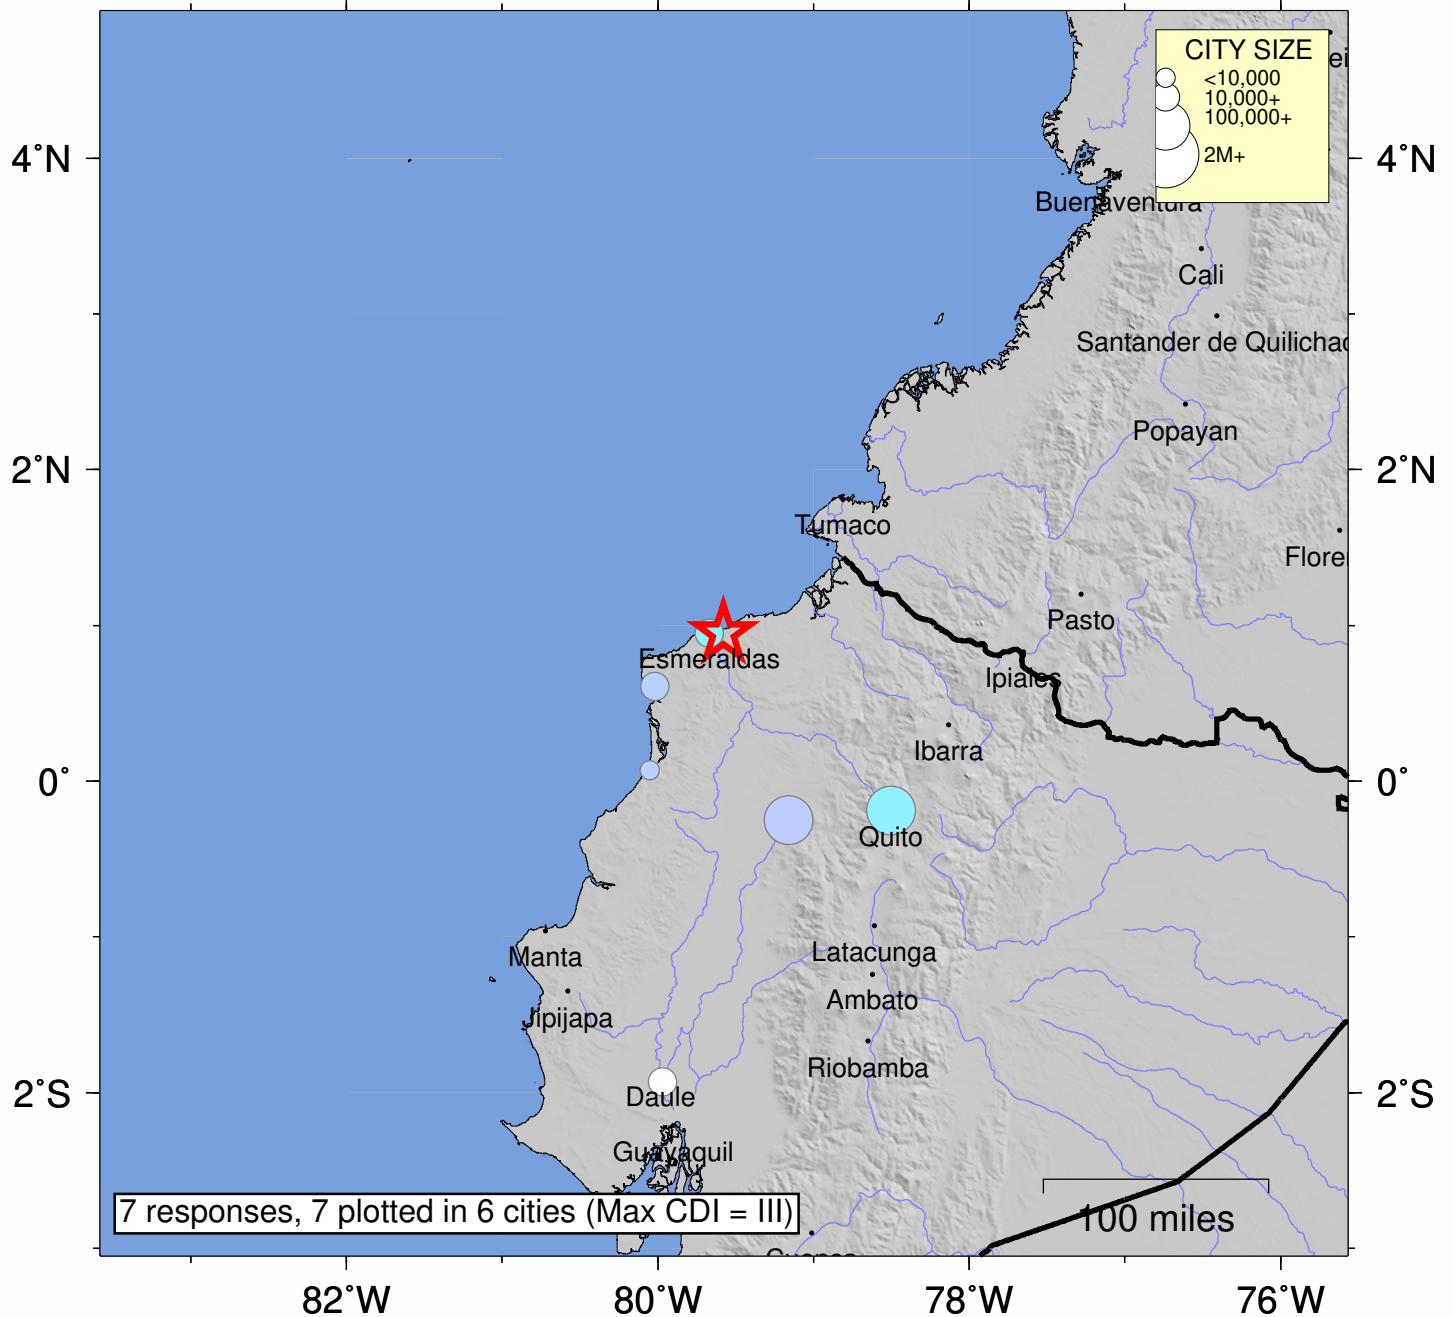 CITY SIZE
<10,000
10,000+
100,000+
2M+
4°N
4°N
Buenaventura
Cali
Santander de Quilichao
Popayan
2°N
2°N
Tumaco
Pasto
Esmeraldas
Ipiales
Ibarra
0°
0°
Quito
Manta
Latacunga
Ambato
Jipijapa
Riobamba
2°S
2°S
Daule
Guayaquil
7 responses, 7 plotted in 6 cities (Max CDI = III)
100 miles
82°W
80°W
78°W
76°W